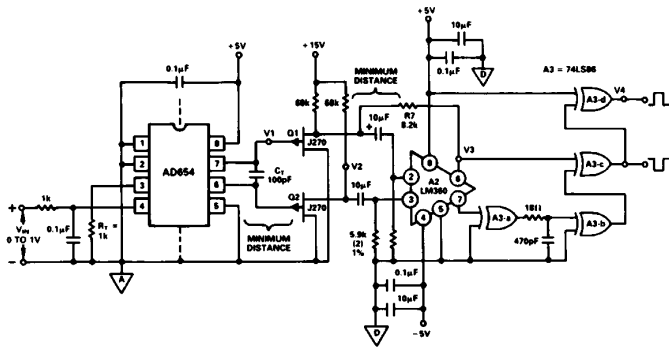 +5V
+15V
+5V
10μF
0.1μF
D
0.1μF
MINIMUM
DISTANCE
A3 = 74LS86
A3-d
V4
R7
8.2k
10μF
+
Q1
J270
V1
V2
V3
1
2
3
4
8
7
6
5
AD654
CT
100pF
Q2
J270
10μF
2
3
8
6
4
5
7
A2
LM360
A3-c
1k
+
VIN
0 TO 1V
–
0.1μF
RT =
1k
A
MINIMUM
DISTANCE
5.9k
(2)
1%
A3-a
470pF
A3-b
0.1μF
10μF
D
–5V